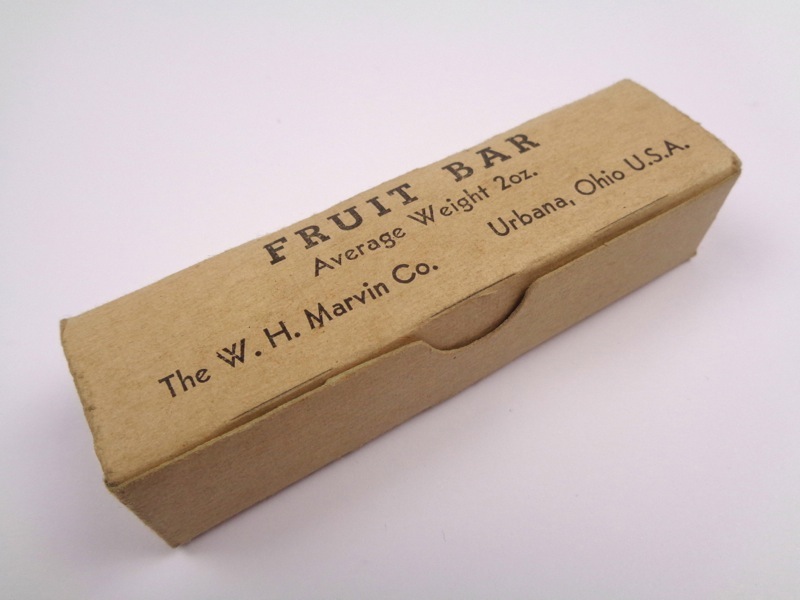 FRUIT BAR
Average Weight 2oz.
The W. H. Marvin Co. Urbana, Ohio U.S.A.